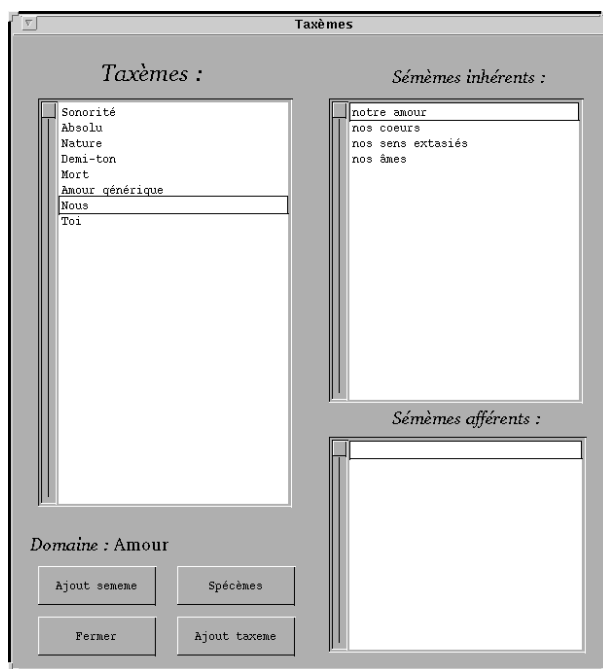 Taxèmes
Taxèmes :
Sonorité
Absolu
Nature
Demi-ton
Mort
Amour générique
Nous
Toi
Sémèmes inhérents :
notre amour
nos coeurs
nos sens extasiés
nos âmes
Sémèmes afférents :
Domaine : Amour
Ajout sememe
Spécèmes
Fermer
Ajout taxeme